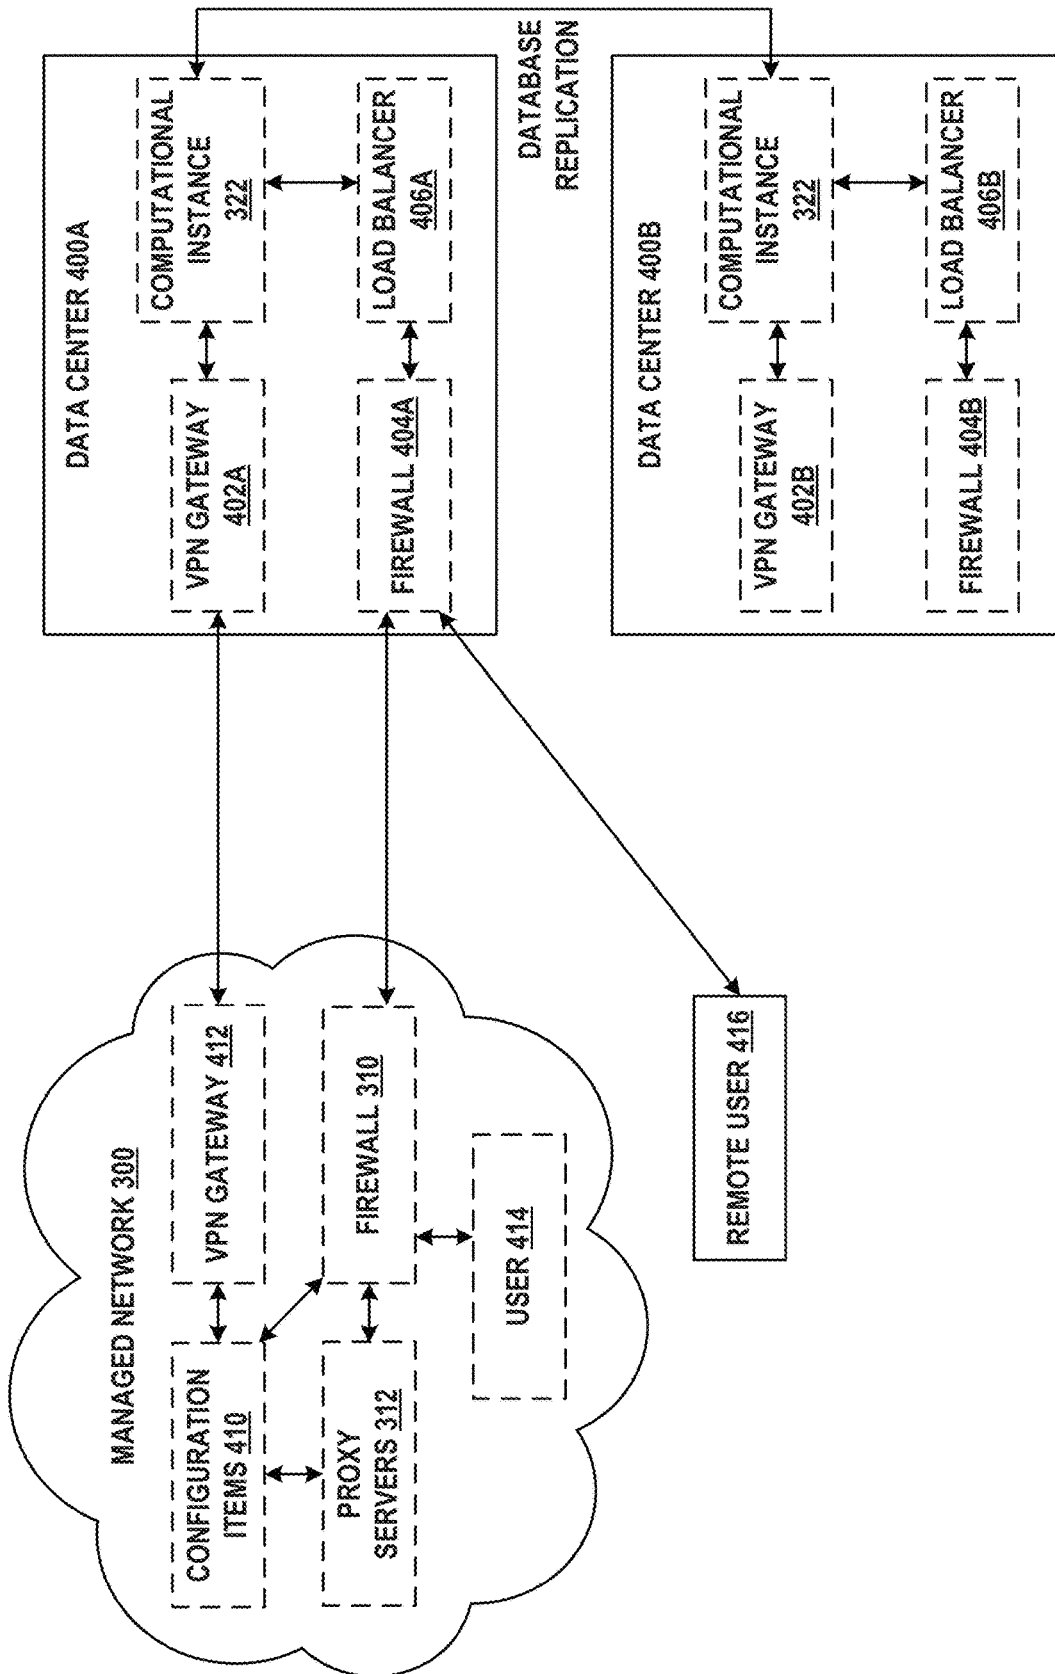 MANAGED NETWORK 300
CONFIGURATION
ITEMS 410
VPN GATEWAY 412
PROXY
SERVERS 312
FIREWALL 310
USER 414
REMOTE USER 416
DATA CENTER 400A
VPN GATEWAY
402A
COMPUTATIONAL
INSTANCE
322
FIREWALL 404A
LOAD BALANCER
406A
DATABASE
REPLICATION
DATA CENTER 400B
VPN GATEWAY
402B
COMPUTATIONAL
INSTANCE
322
FIREWALL 404B
LOAD BALANCER
406B